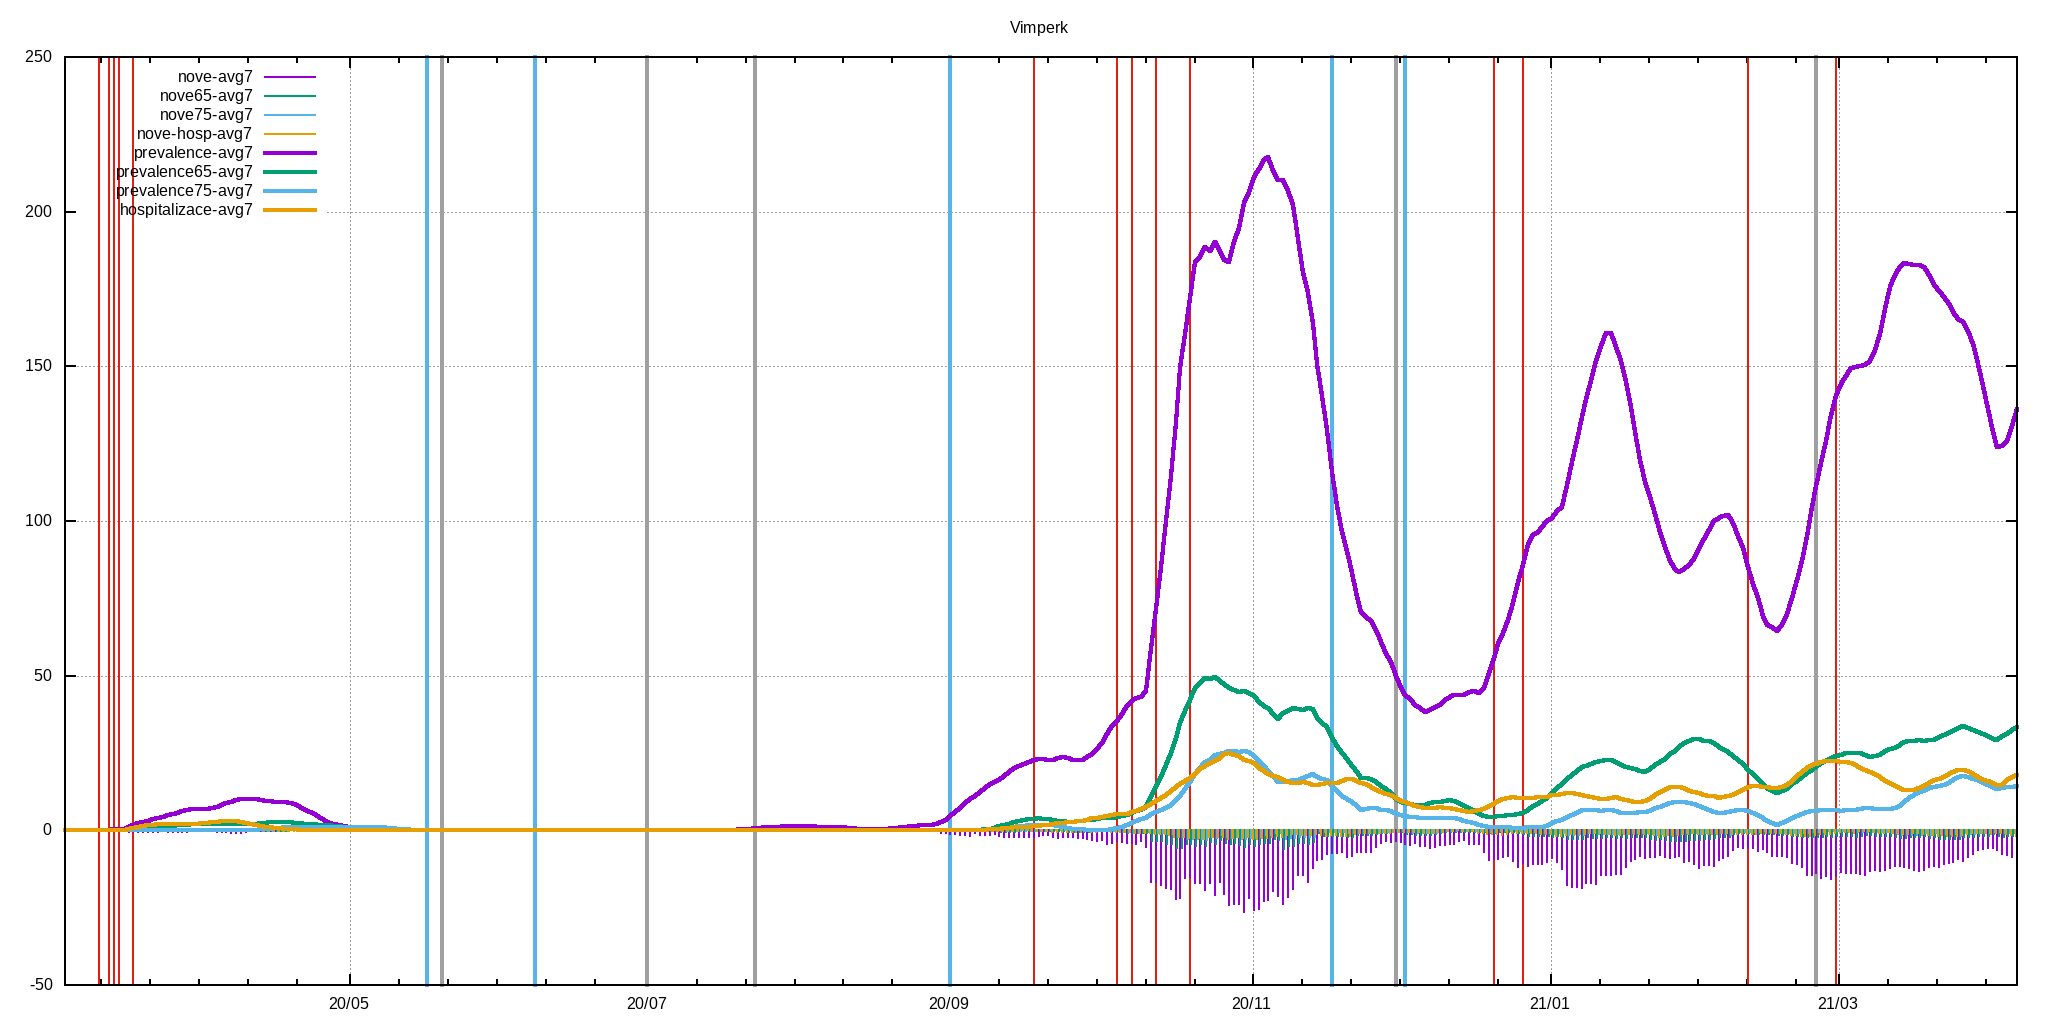 Vimperk
250
200
150
100
50
0
-50
nove-avg7
nove65-avg7
nove75-avg7
nove-hosp-avg7
prevalence-avg7
prevalence65-avg7
prevalence75-avg7
hospitalizace-avg7
20/05 20/07 20/09 20/11 21/01 21/03